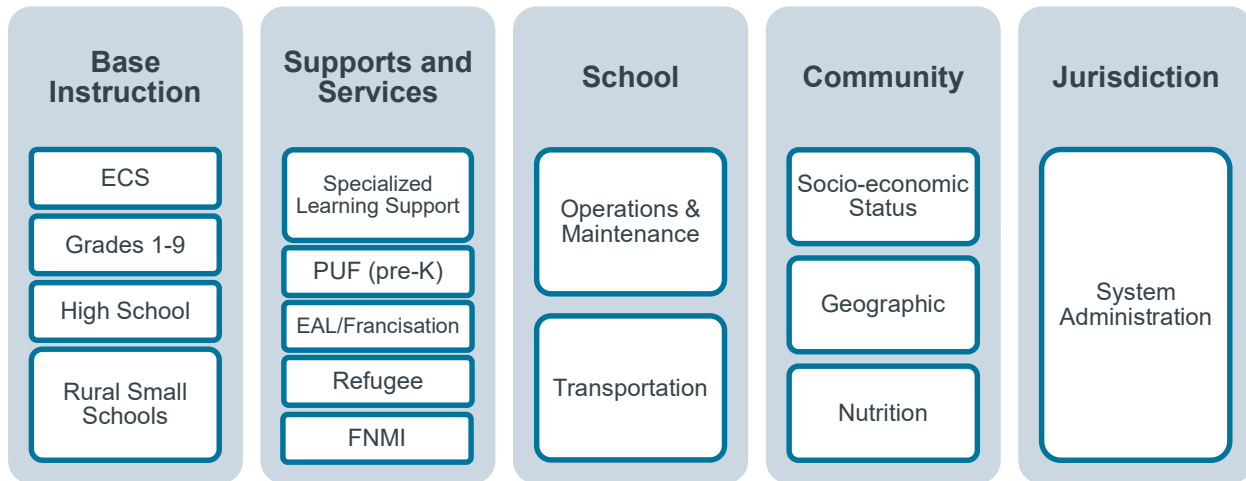 Base
Instruction
ECS
Grades 1-9
High School
Rural Small
Schools
Supports and
Services
Specialized
Learning Support
PUF (pre-K)
EAL/Francisation
Refugee
FNMI
School
Operations &
Maintenance
Transportation
Community
Socio-economic
Status
Geographic
Nutrition
Jurisdiction
System
Administration